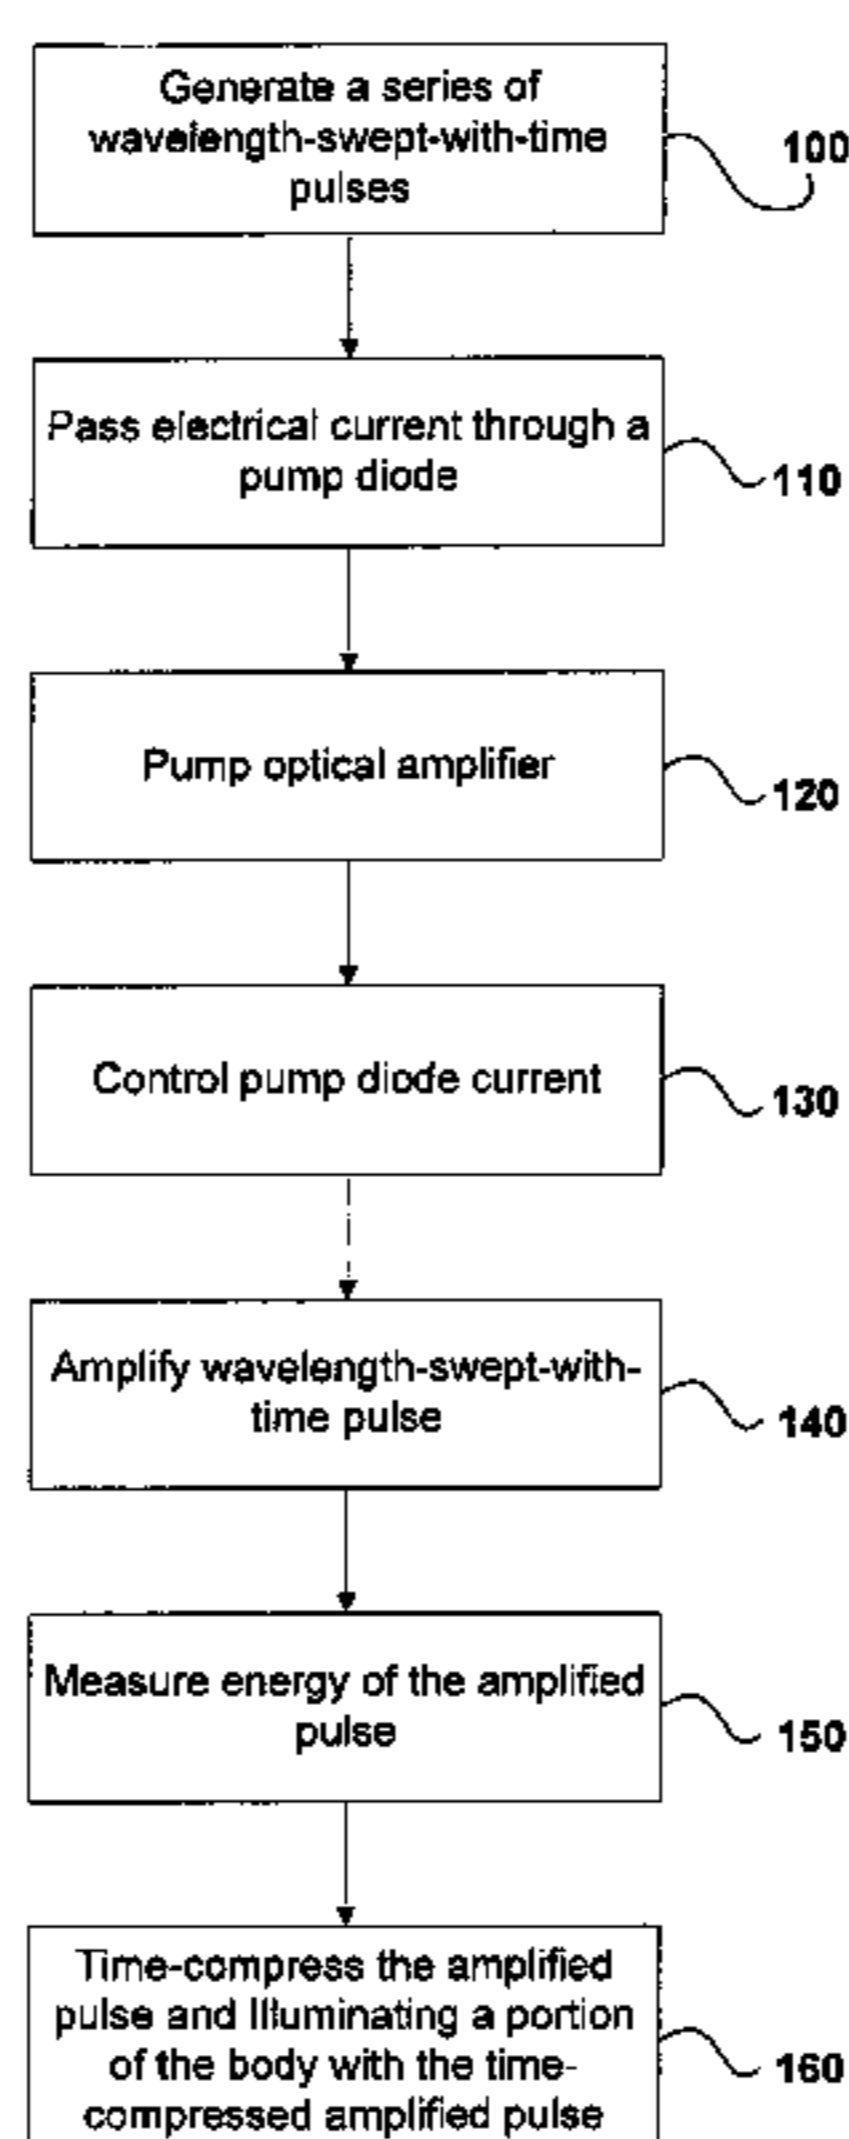 Generate a series of
wavelength-swept-with-time
pulses
100
Pass electrical current through a
pump diode
110
Pump optical amplifier
120
Control pump diode current
130
Amplify wavelength-swept-with-
time pulse
140
Measure energy of the amplified
pulse
150
Time-compress the amplified
pulse and Illuminating a portion
of the body with the time-
compressed amplified pulse
160